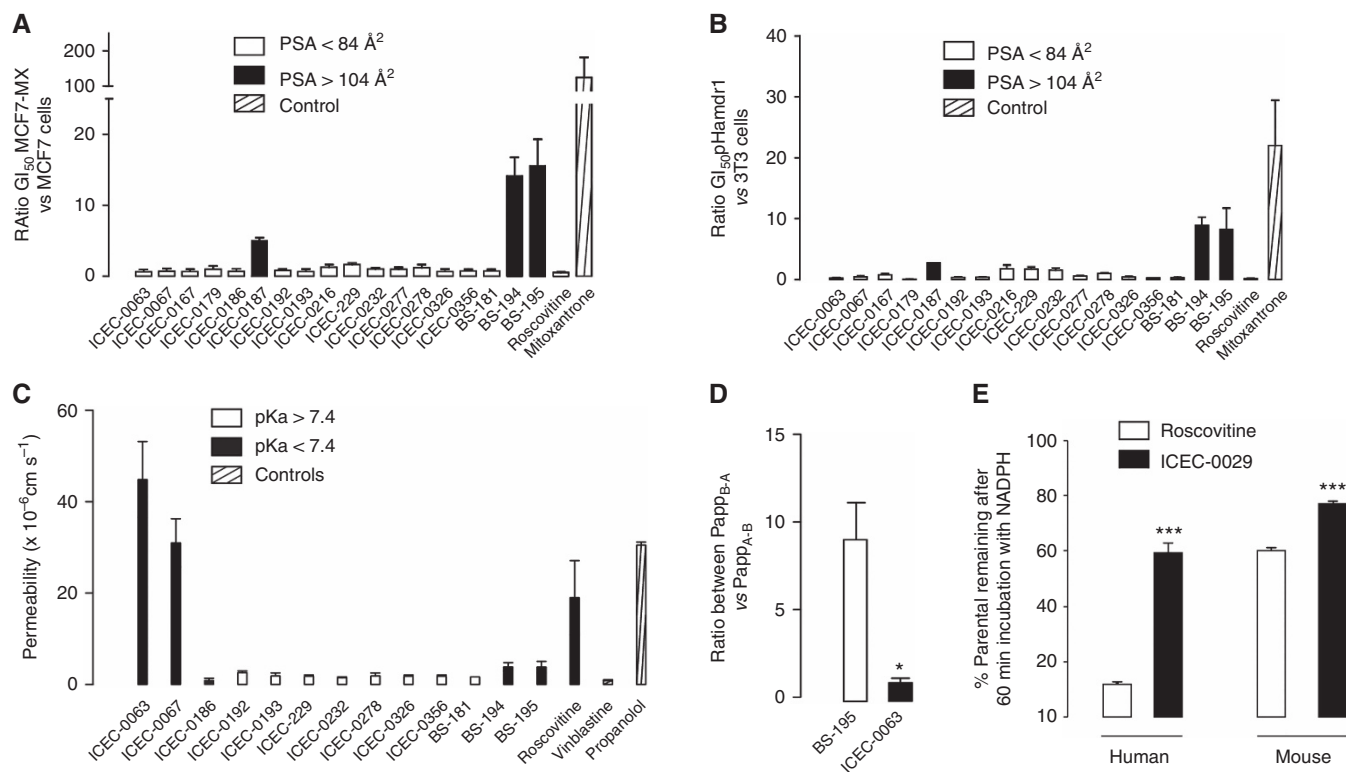 A
RAtio GI50 MCF7-MX
vs MCF7 cells
200
100
20
10
0
PSA < 84 Å²
PSA > 104 Å²
Control
ICEC-0063
ICEC-0067
ICEC-0167
ICEC-0179
ICEC-0186
ICEC-0187
ICEC-0192
ICEC-0193
ICEC-0216
ICEC-229
ICEC-0232
ICEC-0277
ICEC-0278
ICEC-0326
ICEC-0356
BS-181
BS-194
BS-195
Roscovitine
Mitoxantrone
B
Ratio GI50pHamdr1
vs 3T3 cells
40
30
20
10
0
PSA < 84 Å²
PSA > 104 Å²
Control
ICEC-0063
ICEC-0067
ICEC-0167
ICEC-0179
ICEC-0187
ICEC-0192
ICEC-0193
ICEC-0216
ICEC-229
ICEC-0232
ICEC-0277
ICEC-0278
ICEC-0326
ICEC-0356
BS-181
BS-194
BS-195
Roscovitine
Mitoxantrone
C
Permeability (x 10⁻⁶cm s⁻¹)
60
40
20
0
pKa > 7.4
pKa < 7.4
Controls
ICEC-0063
ICEC-0067
ICEC-0186
ICEC-0192
ICEC-0193
ICEC-229
ICEC-0232
ICEC-0278
ICEC-0326
ICEC-0356
BS-181
BS-194
BS-195
Roscovitine
Vinblastine
Propanolol
D
Ratio between PappB-A
vs PappA-B
15
10
5
0
*
BS-195
ICEC-0063
E
% Parental remaining after
60 min incubation with NADPH
100
80
60
40
20
10
Roscovitine
ICEC-0029
***
***
Human
Mouse